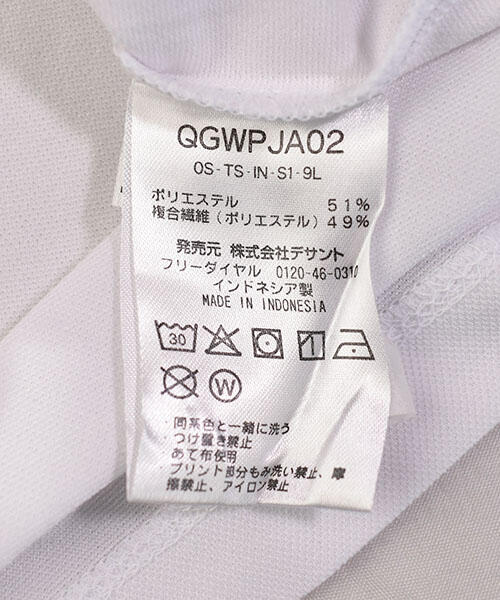 QGWPJA02
OS-TS-IN-S1-9L
ポリエステル 51%
複合繊維(ポリエステル)49%
発売元 株式会社デサント
フリーダイヤル 0120-46-0310
インドネシア製
MADE IN INDONESIA
30
W
・同系色と一緒に洗う
・つけ置き禁止
・あて布使用
・プリント部分もみ洗い禁止、摩
擦禁止、アイロン禁止